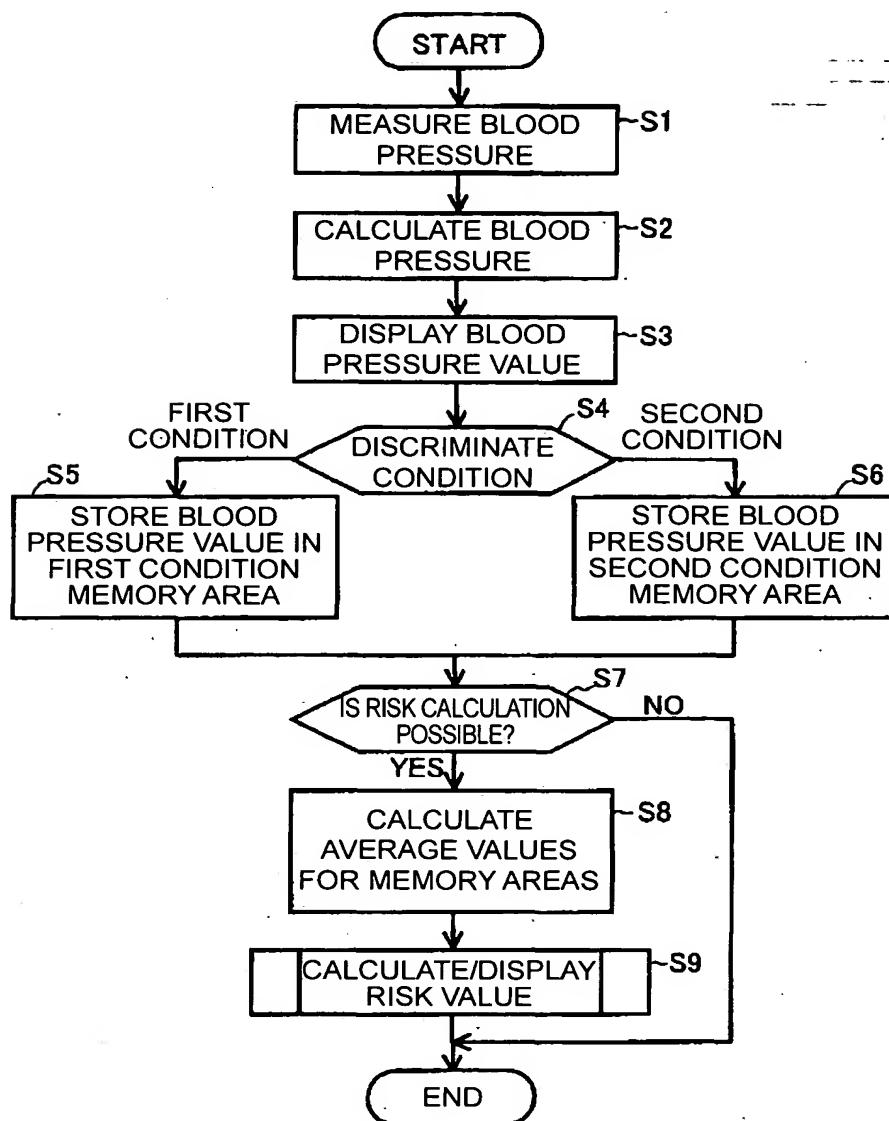 START
MEASURE BLOOD
PRESSURE
S1
CALCULATE BLOOD
PRESSURE
S2
DISPLAY BLOOD
PRESSURE VALUE
S3
FIRST
CONDITION
DISCRIMINATE
CONDITION
S4
SECOND
CONDITION
S5
STORE BLOOD
PRESSURE VALUE IN
FIRST CONDITION
MEMORY AREA
S6
STORE BLOOD
PRESSURE VALUE IN
SECOND CONDITION
MEMORY AREA
S7
IS RISK CALCULATION
POSSIBLE?
NO
YES
CALCULATE
AVERAGE VALUES
FOR MEMORY AREAS
S8
CALCULATE/DISPLAY
RISK VALUE
S9
END